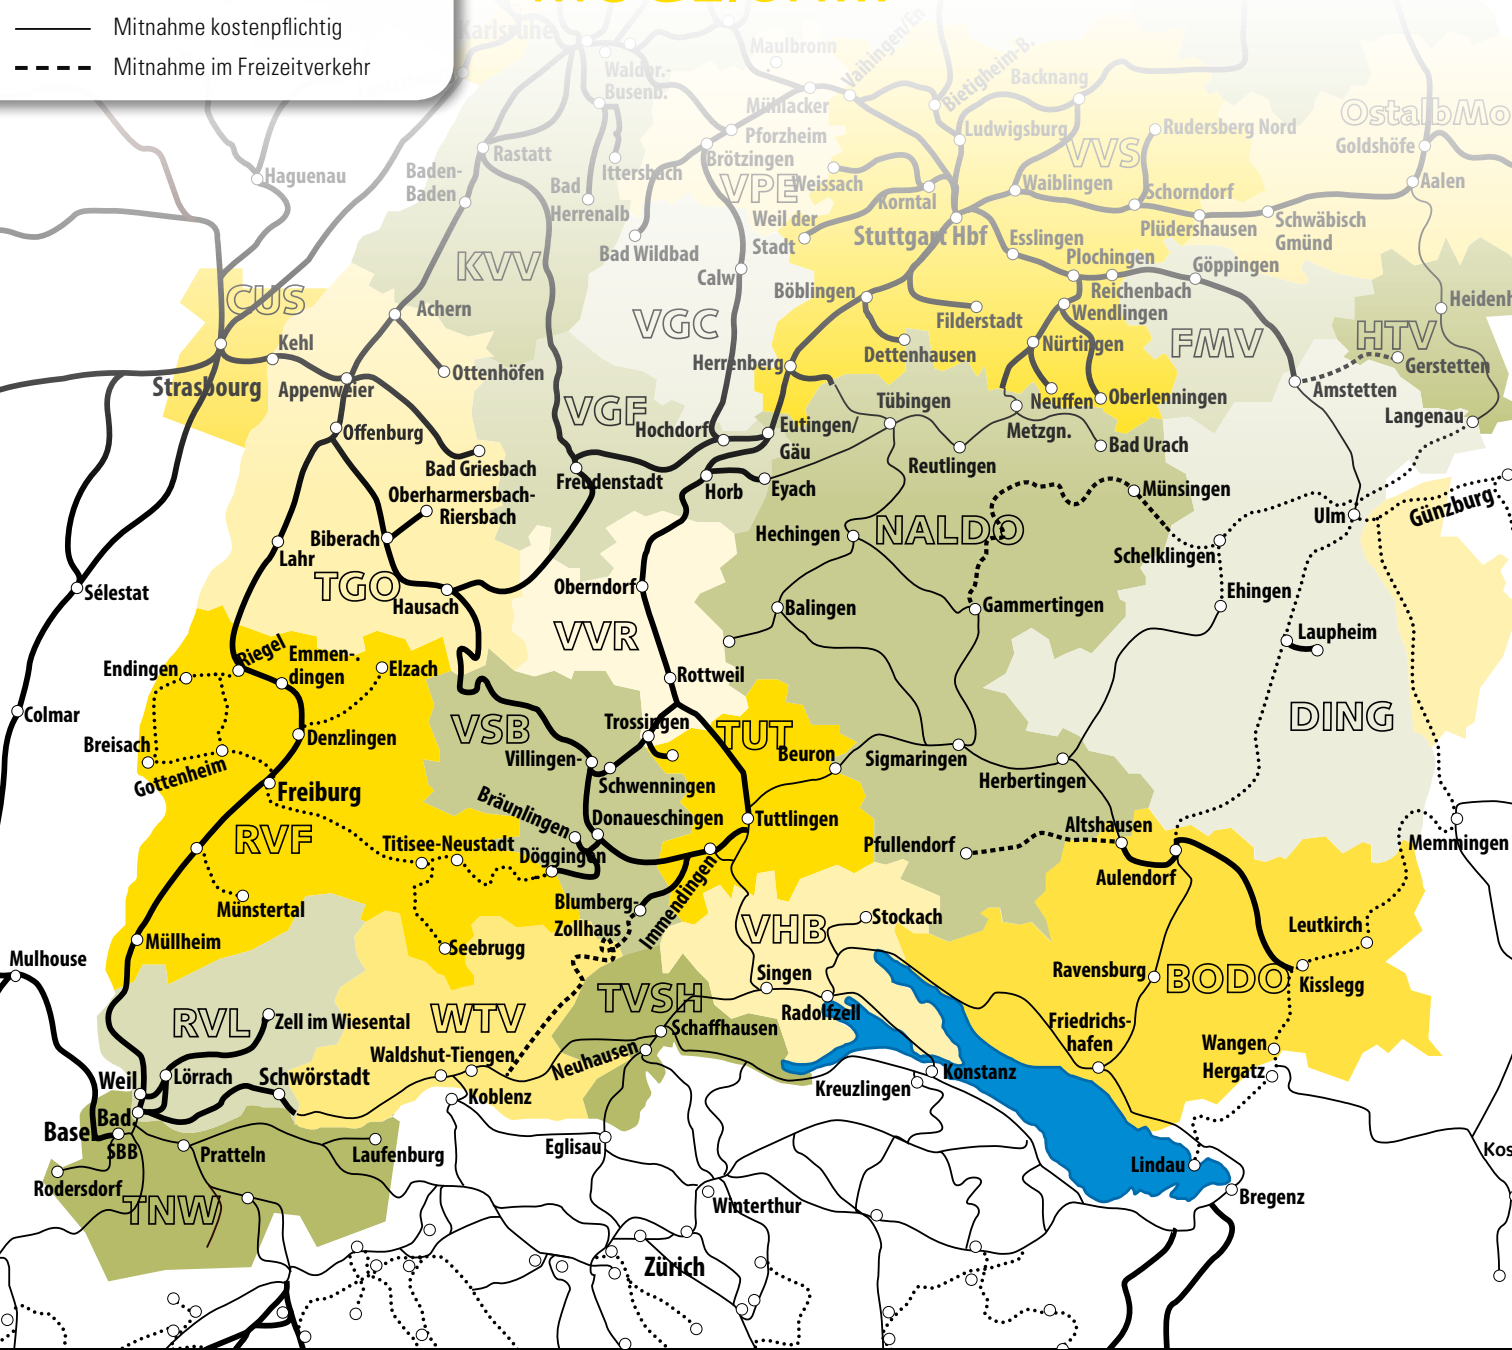 Mitnahme kostenpflichtig
Mitnahme im Freizeitverkehr
Karlsruhe
Maulbronn
Vaihingen/En
Bietigheim-B.
Backnang
Waldbr.-
Busenb.
Mühlacker
OstalbMo
Pforzheim
Ludwigsburg
Rudersberg Nord
VVS
Goldshöfe
Rastatt
Brötzingen
Haguenau
Baden-
Baden
Ittersbach
Bad
Herrenalb
VPE
Weissach
Waiblingen
Schorndorf
Aalen
Korntal
Weil der
Stadt
Plüdershausen
Schwäbisch
Gmünd
Stuttgart Hbf
Esslingen
Bad Wildbad
KVV
Plochingen
Göppingen
Calw
Böblingen
Reichenbach
CUS
Achern
VGC
Filderstadt
Wendlingen
Heidenh
FMV
HTV
Kehl
Nürtingen
Dettenhausen
Gerstetten
Herrenberg
Strasbourg
Appenweier
Ottenhöfen
Amstetten
Neuffen
Oberlenningen
Tübingen
VGF
Langenau
Offenburg
Hochdorf
Eutingen/
Gäu
Metzgn.
Bad Urach
Bad Griesbach
Reutlingen
Freudenstadt
Horb
Eyach
Münsingen
Oberharmersbach-
Riersbach
Günzburg
Ulm
Biberach
Hechingen
NALDO
Lahr
Schelklingen
TGO
Oberndorf
Sélestat
Hausach
Balingen
Gammertingen
Ehingen
VVR
Laupheim
Riegel
Emmen-
dingen
Endingen
Elzach
Rottweil
Colmar
VSB
Trossingen
DING
TUT
Denzlingen
Breisach
Beuron
Villingen-
Sigmaringen
Gottenheim
Schwenningen
Herbertingen
Freiburg
Bräunlingen
Donaueschingen
Tuttlingen
Altshausen
RVF
Titisee-Neustadt
Döggingen
Pfullendorf
Memmingen
Aulendorf
Münstertal
Blumberg-
Zollhaus
Immendingen
VHB
Stockach
Leutkirch
Müllheim
Seebrugg
Mulhouse
Singen
Ravensburg
BODO
Kisslegg
TVSH
Radolfzell
RVL
Zell im Wiesental
WTV
Schaffhausen
Friedrichs-
hafen
Wangen
Waldshut-Tiengen
Neuhausen
Hergatz
Weil
Lörrach
Schwörstadt
Konstanz
Kreuzlingen
Koblenz
Bad.
Basel
SBB
Pratteln
Laufenburg
Eglisau
Kos
Lindau
Rodersdorf
TNW
Winterthur
Bregenz
Zürich